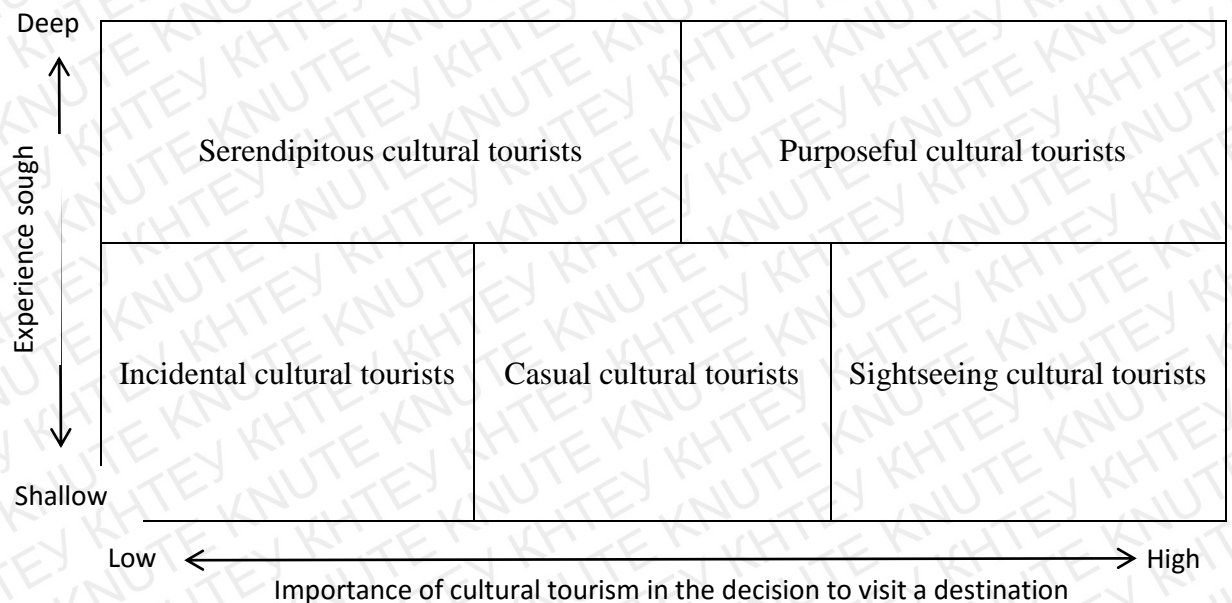 Deep
Serendipitous cultural tourists
Purposeful cultural tourists
Experience sough
Incidental cultural tourists
Casual cultural tourists
Sightseeing cultural tourists
Shallow
Low
High
Importance of cultural tourism in the decision to visit a destination